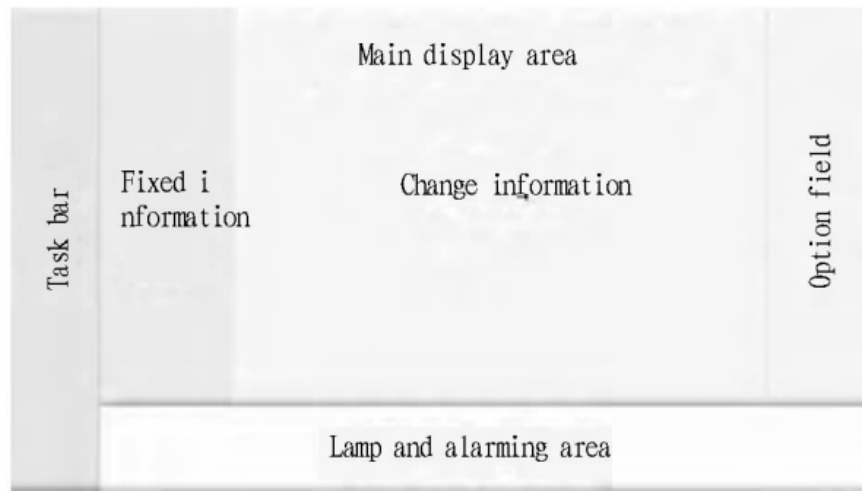 Main display area
Task bar
Fixed i
nformation
Change information
Option field
Lamp and alarming area